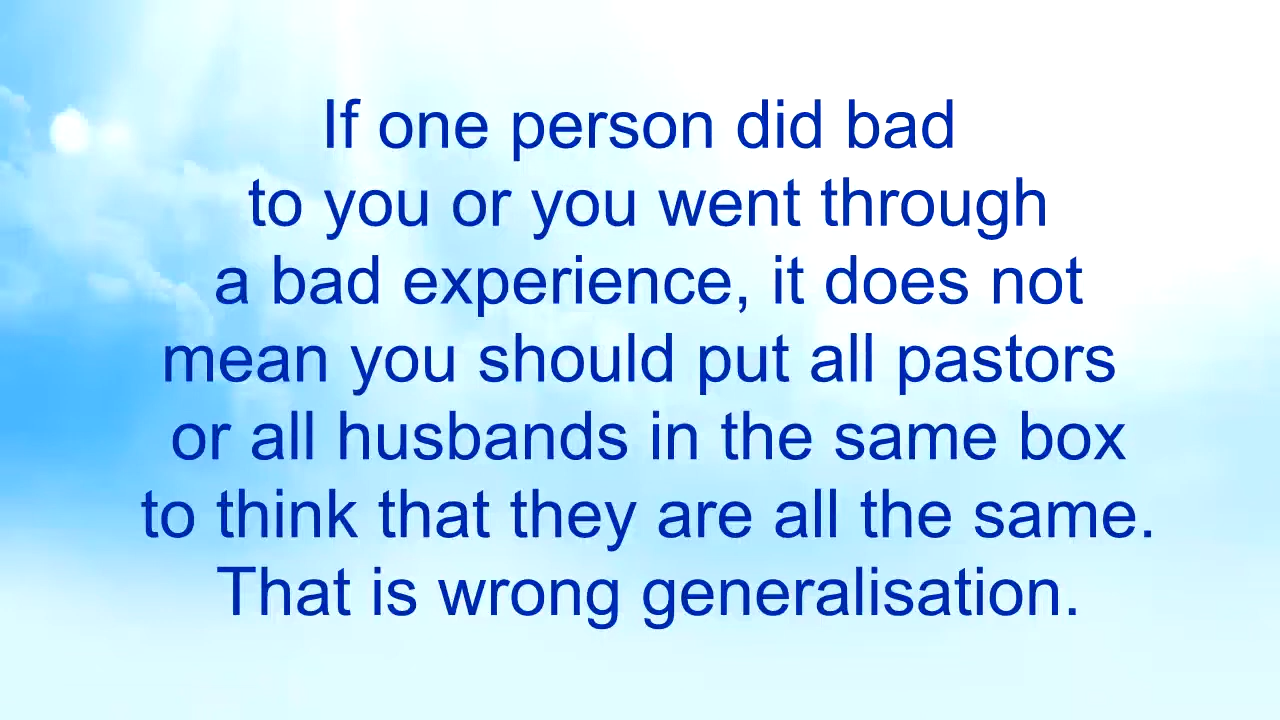 If one person did bad
to you or you went through
a bad experience, it does not
mean you should put all pastors
or all husbands in the same box
to think that they are all the same.
That is wrong generalisation.